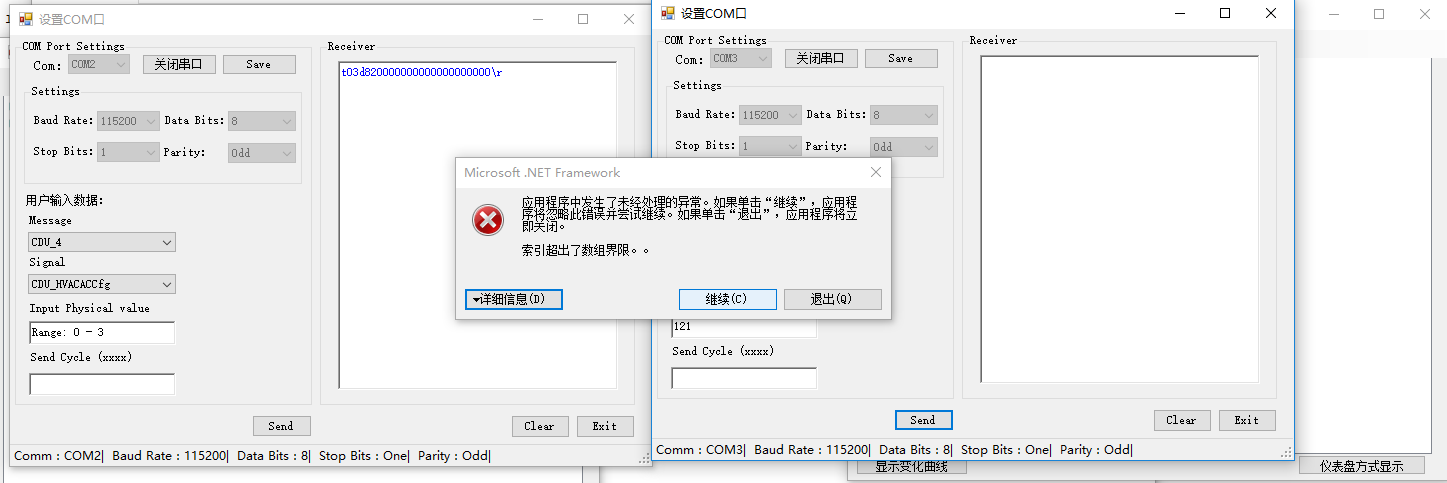 设置COM口
COM Port Settings
Com: COM2 关闭串口 Save
Settings
Baud Rate: 115200 Data Bits: 8
Stop Bits: 1 Parity: Odd
用户输入数据:
Message
CDU_4
Signal
CDU_HVACACCfg
Input Physical value
Range: 0 - 3
Send Cycle (xxxx)
Send
Receiver
Clear Exit
Comm : COM2| Baud Rate : 115200| Data Bits : 8| Stop Bits : One| Parity : Odd|
Microsoft .NET Framework
应用程序中发生了未经处理的异常。如果单击“继续”，应用程
序将忽略此错误并尝试继续。如果单击“退出”，应用程序将立
即关闭。
索引超出了数组界限。。
详细信息(D) 继续(C) 退出(Q)
设置COM口
COM Port Settings
Com: COM3 关闭串口 Save
Settings
Baud Rate: 115200 Data Bits: 8
Stop Bits: 1 Parity: Odd
121
Send Cycle (xxxx)
Send
Receiver
Clear Exit
Comm : COM3| Baud Rate : 115200| Data Bits : 8| Stop Bits : One| Parity : Odd|
显示变化曲线 仪表盘方式显示